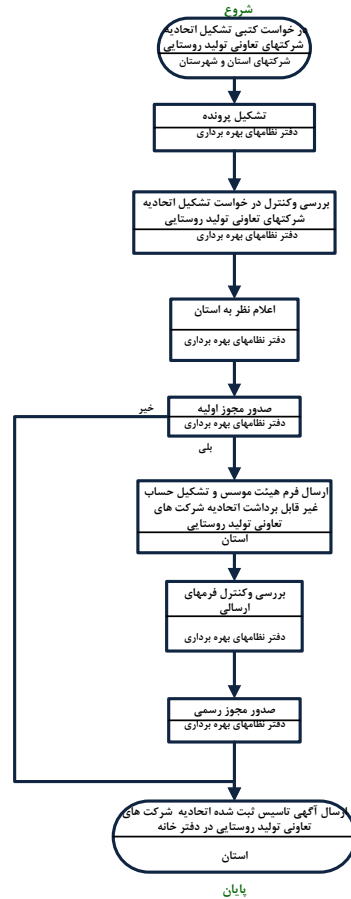 شروع
در خواست کتبی تشکیل اتحادیه
شرکتهای تعاونی تولید روستایی
شرکتهای استان و شهرستان
تشکیل پرونده
دفتر نظامهای بهره برداری
بررسی وکنترل در خواست تشکیل اتحادیه
شرکتهای تعاونی تولید روستایی
دفتر نظامهای بهره برداری
اعلام نظر به استان
دفتر نظامهای بهره برداری
صدور مجوز اولیه
دفتر نظامهای بهره برداری
خیر
بلی
ارسال فرم هیئت موسس و تشکیل حساب
غیر قابل برداشت اتحادیه شرکت های
تعاونی تولید روستایی
استان
بررسی وکنترل فرمهای
ارسالی
دفتر نظامهای بهره برداری
صدور مجوز رسمی
دفتر نظامهای بهره برداری
ارسال آگهی تاسیس ثبت شده اتحادیه شرکت های
تعاونی تولید روستایی در دفتر خانه
استان
پایان